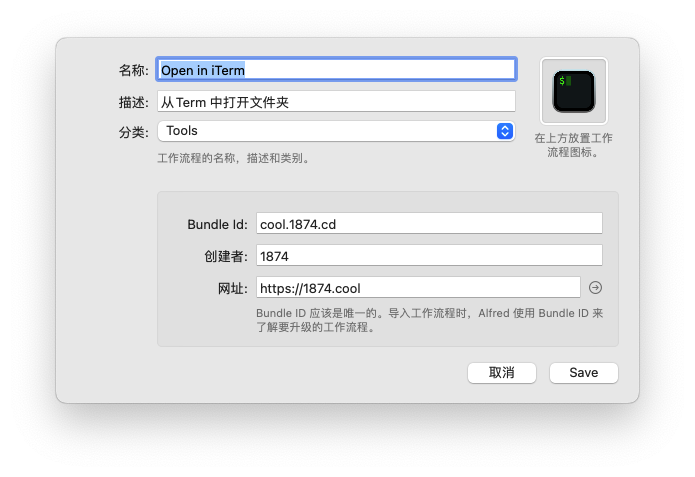 名称: Open in iTerm
描述: 从Term 中打开文件夹
分类: Tools
工作流程的名称，描述和类别。
$
在上方放置工作
流程图标。
Bundle Id: cool.1874.cd
创建者: 1874
网址: https://1874.cool
Bundle ID 应该是唯一的。导入工作流程时，Alfred 使用 Bundle ID 来
了解要升级的工作流程。
取消 Save